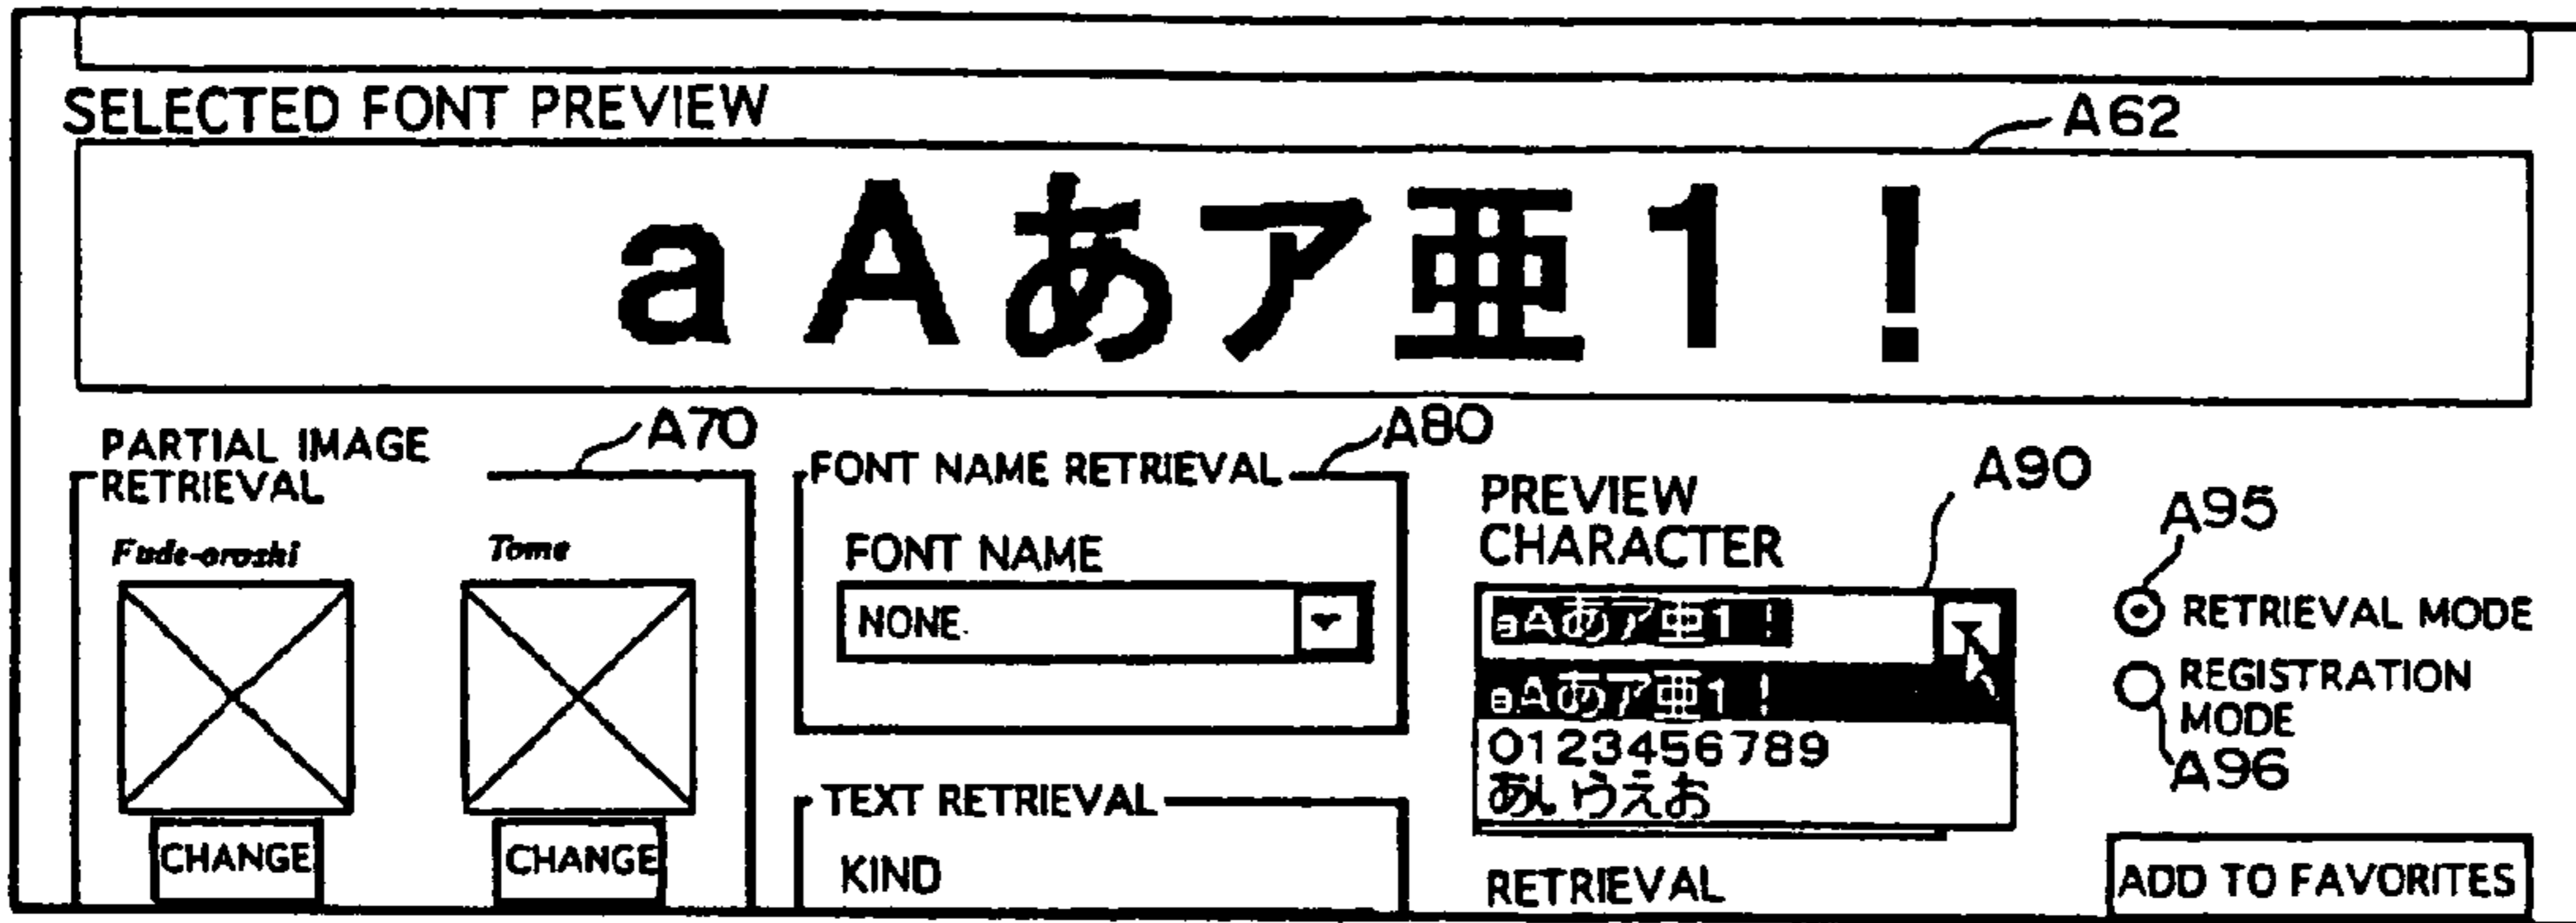 SELECTED FONT PREVIEW
A62
aAあア亜1!
PARTIAL IMAGE
RETRIEVAL
A70
Fude-oroshi
Tome
CHANGE
CHANGE
A80
FONT NAME RETRIEVAL
FONT NAME
NONE
TEXT RETRIEVAL
KIND
A90
PREVIEW
CHARACTER
aAあア亜1!
aAあア亜1!
0123456789
あいうえお
RETRIEVAL
A95
RETRIEVAL MODE
REGISTRATION
MODE
A96
ADD TO FAVORITES